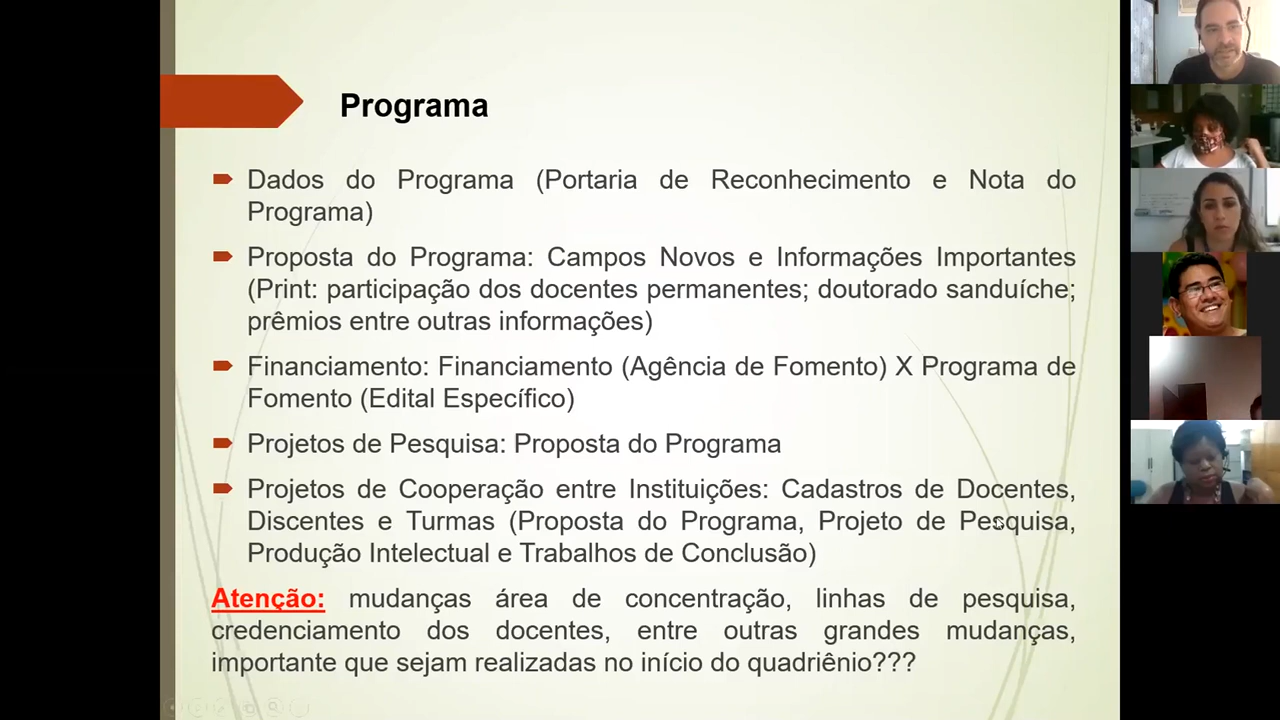 Programa
Dados do Programa (Portaria de Reconhecimento e Nota do
Programa)
Proposta do Programa: Campos Novos e Informações Importantes
(Print: participação dos docentes permanentes; doutorado sanduíche;
prêmios entre outras informações)
Financiamento: Financiamento (Agência de Fomento) X Programa de
Fomento (Edital Específico)
Projetos de Pesquisa: Proposta do Programa
Projetos de Cooperação entre Instituições: Cadastros de Docentes,
Discentes e Turmas (Proposta do Programa, Projeto de Pesquisa,
Produção Intelectual e Trabalhos de Conclusão)
Atenção: mudanças área de concentração, linhas de pesquisa,
credenciamento dos docentes, entre outras grandes mudanças,
importante que sejam realizadas no início do quadriênio???